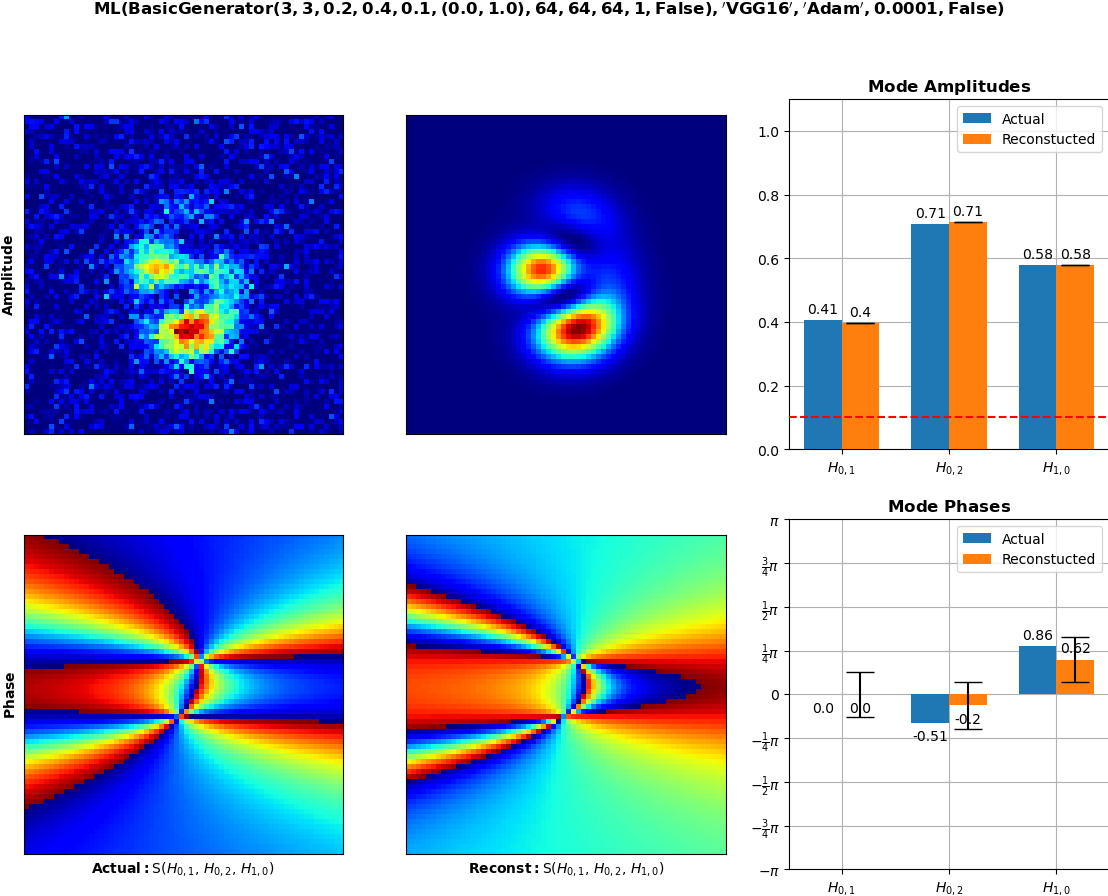 ML(BasicGenerator(3, 3, 0.2, 0.4, 0.1, (0.0, 1.0), 64, 64, 64, 1, False), ′VGG16′, ′Adam′, 0.0001, False)
Amplitude
Mode Amplitudes
Actual
Reconstucted
1.0
0.8
0.6
0.4
0.2
0.0
0.41
0.4
0.71
0.71
0.58
0.58
H0,1
H0,2
H1,0
Phase
Actual: S(H0,1, H0,2, H1,0)
Reconst: S(H0,1, H0,2, H1,0)
Mode Phases
Actual
Reconstucted
π
3/4π
1/2π
1/4π
0
−1/4π
−1/2π
−3/4π
−π
0.0
0.0
-0.51
-0.2
0.86
0.62
H0,1
H0,2
H1,0